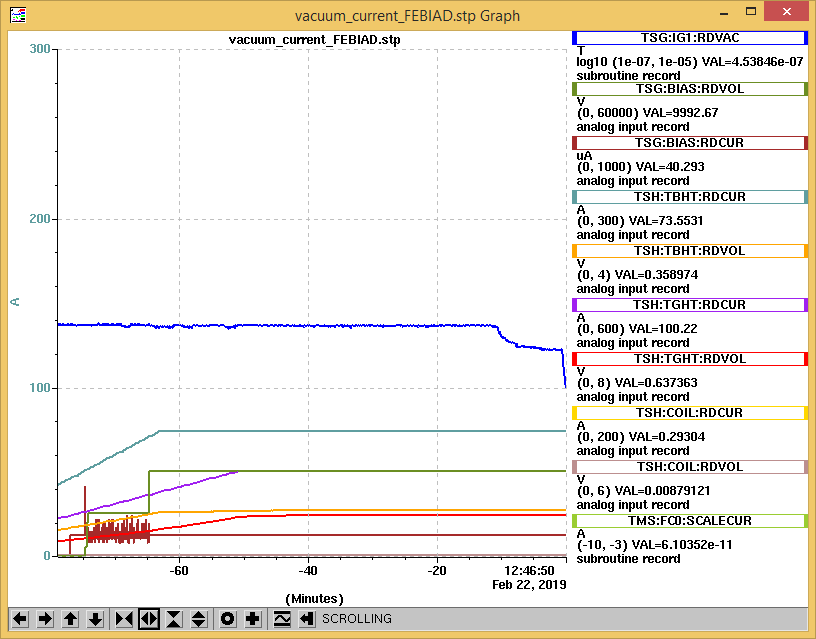 vacuum_current_FEBIAD.stp Graph
vacuum_current_FEBIAD.stp
300
200
100
0
A
-60
-40
-20
12:46:50
Feb 22, 2019
(Minutes)
TSG:IG1:RDVAC
T
log10 (1e-07, 1e-05) VAL=4.53846e-07
subroutine record
TSG:BIAS:RDVOL
V
(0, 60000) VAL=9992.67
analog input record
TSG:BIAS:RDCUR
uA
(0, 1000) VAL=40.293
analog input record
TSH:TBHT:RDCUR
A
(0, 300) VAL=73.5531
analog input record
TSH:TBHT:RDVOL
V
(0, 4) VAL=0.358974
analog input record
TSH:TGHT:RDCUR
A
(0, 600) VAL=100.22
analog input record
TSH:TGHT:RDVOL
V
(0, 8) VAL=0.637363
analog input record
TSH:COIL:RDCUR
A
(0, 200) VAL=0.29304
analog input record
TSH:COIL:RDVOL
V
(0, 6) VAL=0.00879121
analog input record
TMS:FC0:SCALECUR
A
(-10, -3) VAL=6.10352e-11
subroutine record
SCROLLING